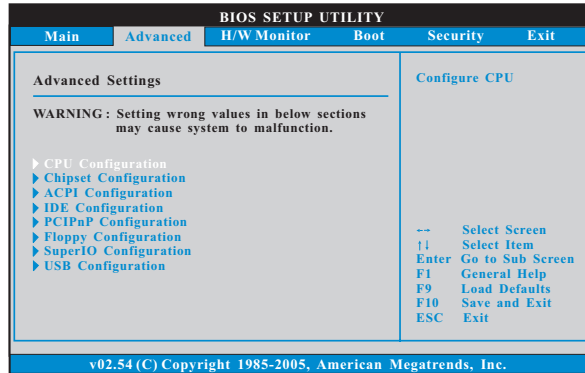 BIOS SETUP UTILITY
Main Advanced H/W Monitor Boot Security Exit
Advanced Settings
WARNING : Setting wrong values in below sections
may cause system to malfunction.
CPU Configuration
Chipset Configuration
ACPI Configuration
IDE Configuration
PCIPnP Configuration
Floppy Configuration
SuperIO Configuration
USB Configuration
Configure CPU
←→ Select Screen
↑↓ Select Item
Enter Go to Sub Screen
F1 General Help
F9 Load Defaults
F10 Save and Exit
ESC Exit
v02.54 (C) Copyright 1985-2005, American Megatrends, Inc.